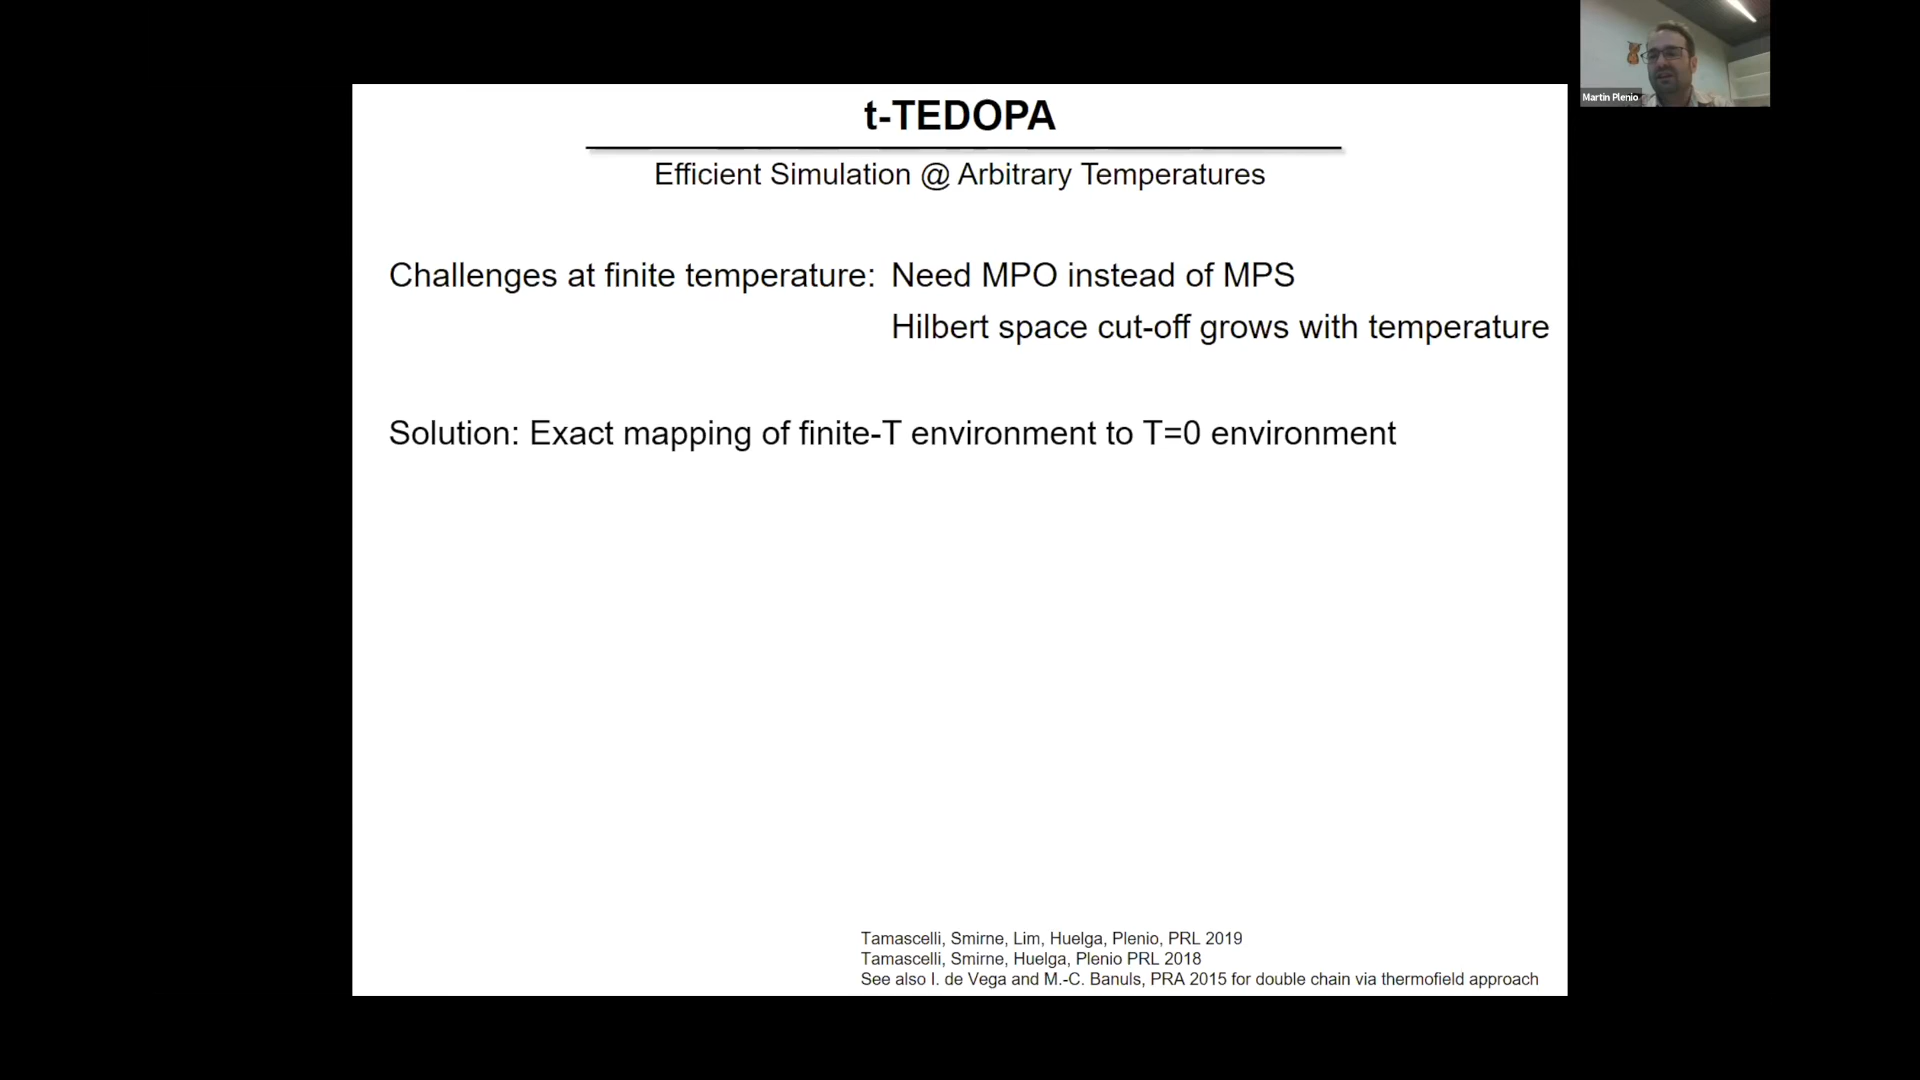 t-TEDOPA
Efficient Simulation @ Arbitrary Temperatures
Challenges at finite temperature: Need MPO instead of MPS
Hilbert space cut-off grows with temperature
Solution: Exact mapping of finite-T environment to T=0 environment
Tamascelli, Smirne, Lim, Huelga, Plenio, PRL 2019
Tamascelli, Smirne, Huelga, Plenio PRL 2018
See also I. de Vega and M.-C. Banuls, PRA 2015 for double chain via thermofield approach
Martin Plenio